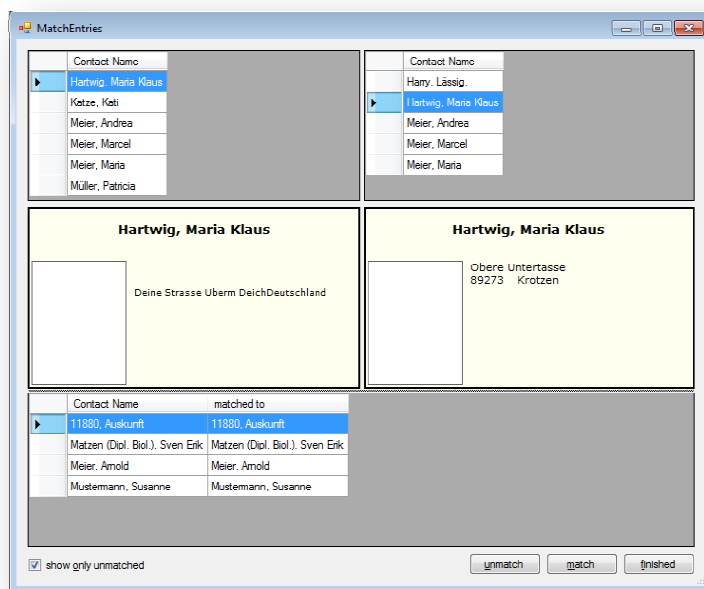 MatchEntries
Contact Name
Hartwig. Maria Klaus
Katze, Kati
Meier, Andrea
Meier, Marcel
Meier, Maria
Müller, Patricia
Contact Name
Harry. Lässig.
Hartwig, Maria Klaus
Meier, Andrea
Meier, Marcel
Meier, Maria
Hartwig, Maria Klaus
Deine Strasse Uberm DeichDeutschland
Hartwig, Maria Klaus
Obere Untertasse
89273 Krotzen
Contact Name matched to
11880, Auskunft 11880, Auskunft
Matzen (Dipl. Biol.). Sven Erik Matzen (Dipl. Biol.). Sven Erik
Meier. Arnold Meier. Arnold
Mustermann, Susanne Mustermann, Susanne
show only unmatched unmatch match finished